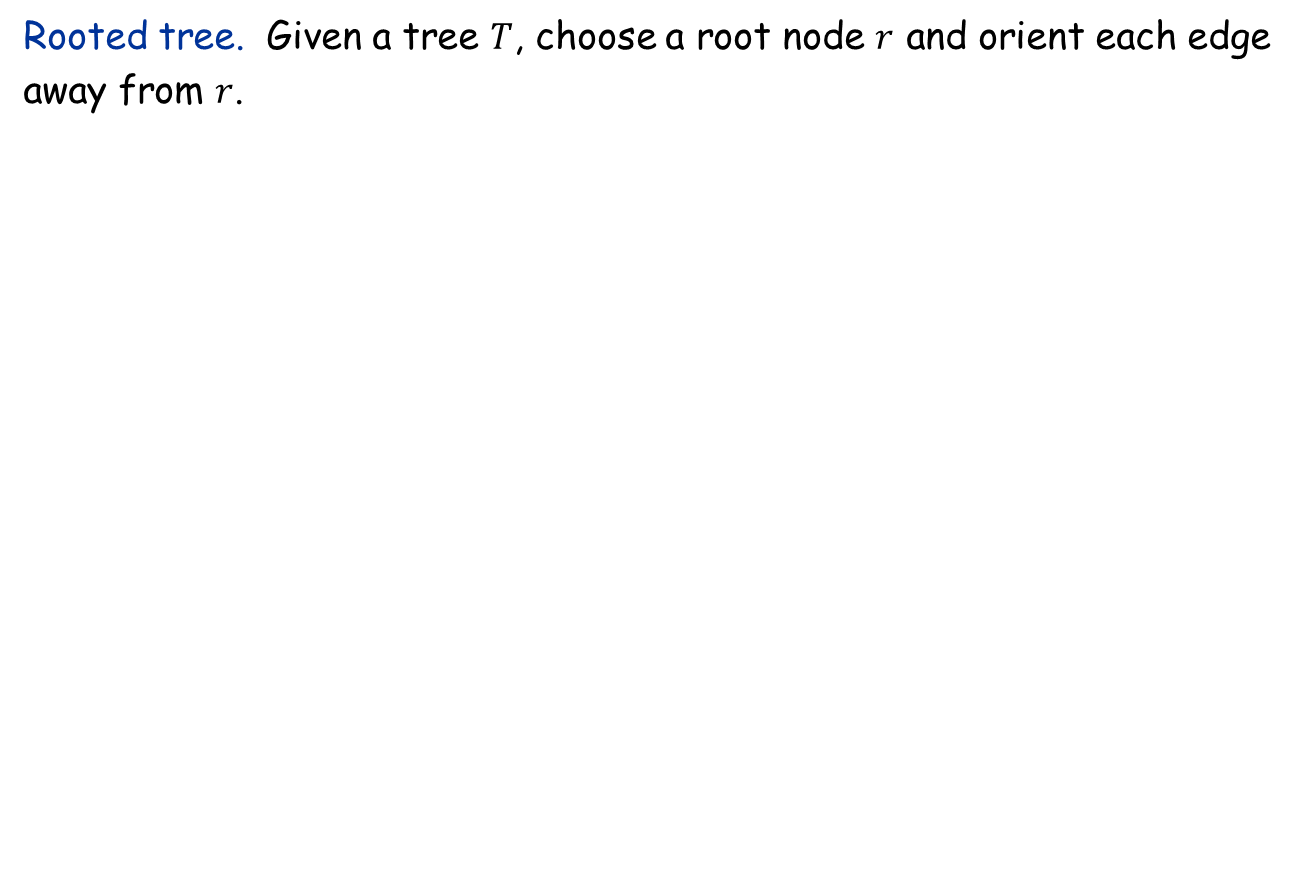 Rooted tree. Given a tree T, choose a root node r and orient each edge
away from r.